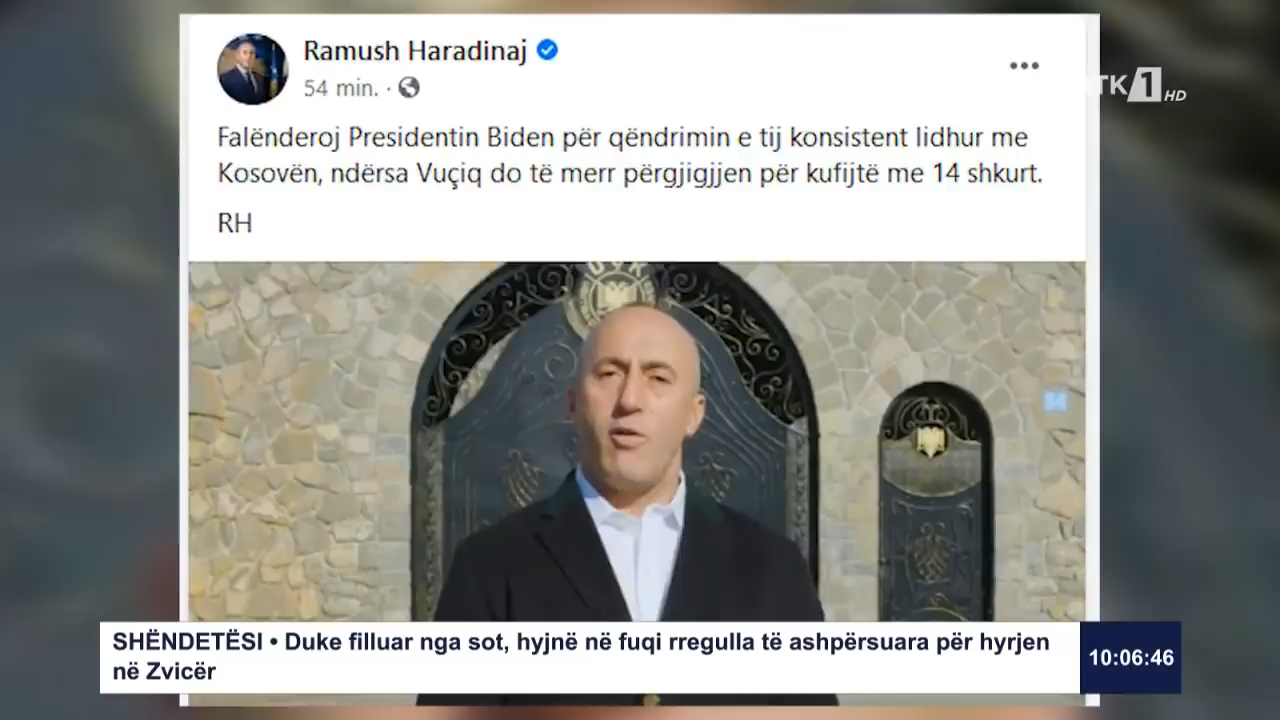 Ramush Haradinaj
54 min.
Falënderoj Presidentin Biden për qëndrimin e tij konsistent lidhur me
Kosovën, ndërsa Vuçiq do të merr përgjigjjen për kufijtë me 14 shkurt.
RH
TK1 HD
SHËNDETËSI • Duke filluar nga sot, hyjnë në fuqi rregulla të ashpërsuara për hyrjen
në Zvicër
10:06:46